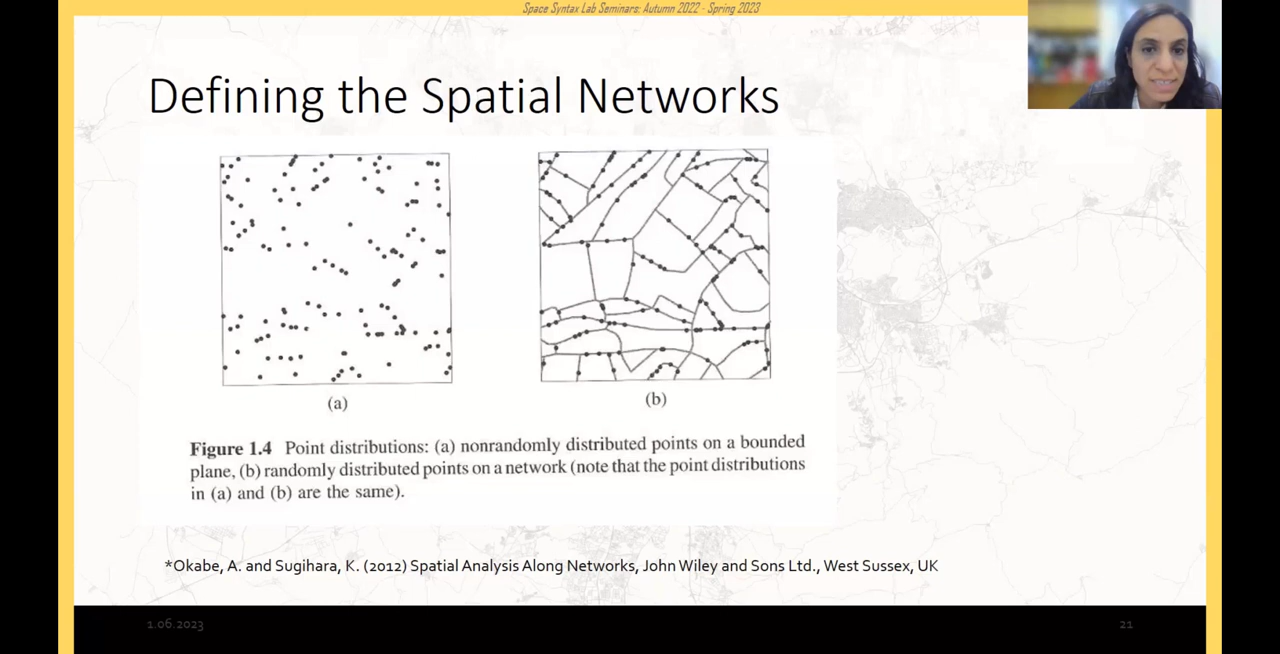 Space Syntax Lab Seminars: Autumn 2022 - Spring 2023
Defining the Spatial Networks
(a)
(b)
Figure 1.4 Point distributions: (a) nonrandomly distributed points on a bounded
plane, (b) randomly distributed points on a network (note that the point distributions
in (a) and (b) are the same).
*Okabe, A. and Sugihara, K. (2012) Spatial Analysis Along Networks, John Wiley and Sons Ltd., West Sussex, UK
1.06.2023
21